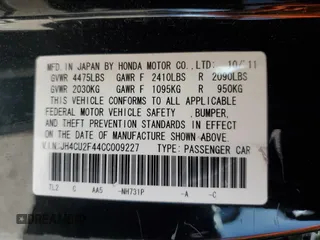 MFD. IN JAPAN BY HONDA MOTOR CO., LTD. 10/11
GVWR 4475LBS GAWR F 2410LBS R 2090LBS
GVWR 2030KG GAWR F 1095KG R 950KG
THIS VEHICLE CONFORMS TO ALL APPLICABLE
FEDERAL MOTOR VEHICLE SAFETY , BUMPER,
AND THEFT PREVENTION STANDARDS IN EFFECT
ON THE DATE OF MANUFACTURE SHOWN ABOVE.
V.I.N.:JH4CU2F44CC009227 TYPE: PASSENGER CAR
7L2 C AA5 -NH731P -A -C